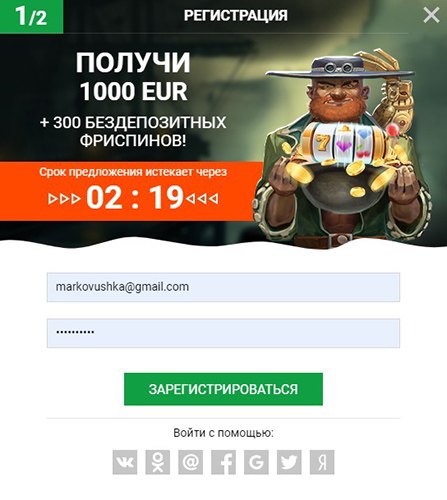 1/2
РЕГИСТРАЦИЯ
ПОЛУЧИ
1000 EUR
+ 300 БЕЗДЕПОЗИТНЫХ
ФРИСПИНОВ!
Срок предложения истекает через
02 : 19
markovushka@gmail.com
••••••••••
ЗАРЕГИСТРИРОВАТЬСЯ
Войти с помощью: